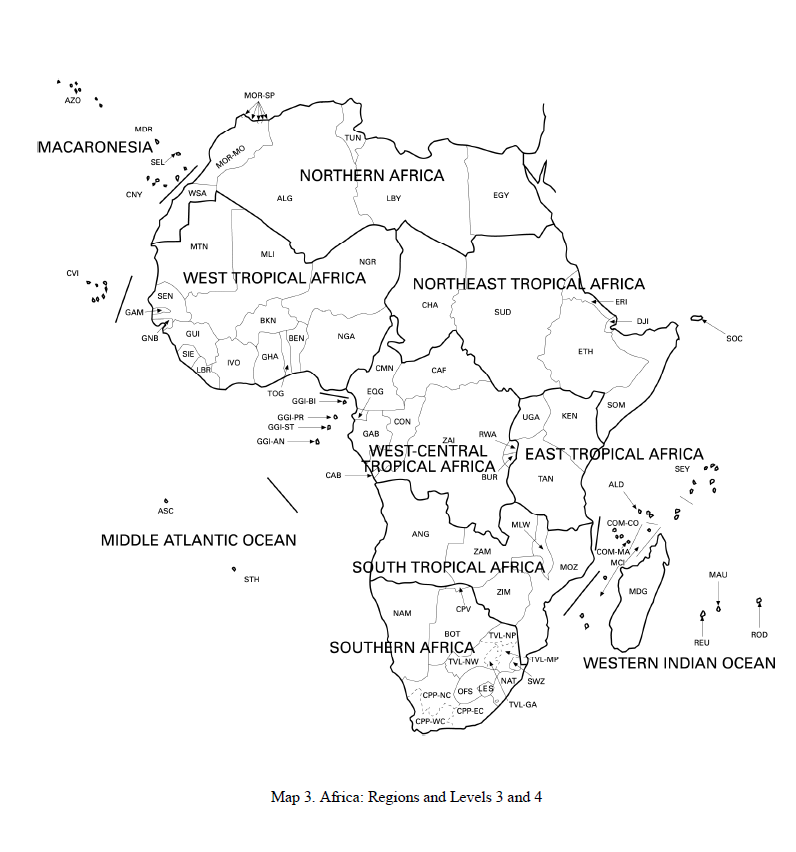 MOR-SP
AZO
MDR
MACARONESIA
TUN
SEL
MOR-MO
NORTHERN AFRICA
CNY
WSA
ALG
LBY
EGY
MTN
MLI
NGR
CVI
WEST TROPICAL AFRICA
NORTHEAST TROPICAL AFRICA
SEN
CHA
SUD
ERI
GAM
DJI
BKN
GNB
GUI
BEN
NGA
SOC
SIE
IVO
GHA
ETH
LBR
CMN
CAF
TOG
EQG
GGI-BI
SOM
GGI-PR
CON
UGA
KEN
GGI-ST
GAB
ZAI
RWA
GGI-AN
WEST-CENTRAL
TROPICAL AFRICA
EAST TROPICAL AFRICA
SEY
CAB
BUR
TAN
ALD
ASC
MLW
COM-CO
ANG
MIDDLE ATLANTIC OCEAN
ZAM
COM-MA
MCI
SOUTH TROPICAL AFRICA
MOZ
STH
MAU
ZIM
MDG
NAM
CPV
BOT
TVL-NP
REU
ROD
SOUTHERN AFRICA
TVL-NW
TVL-MP
WESTERN INDIAN OCEAN
NAT
SWZ
CPP-NC
OFS
LES
TVL-GA
CPP-EC
CPP-WC
Map 3. Africa: Regions and Levels 3 and 4